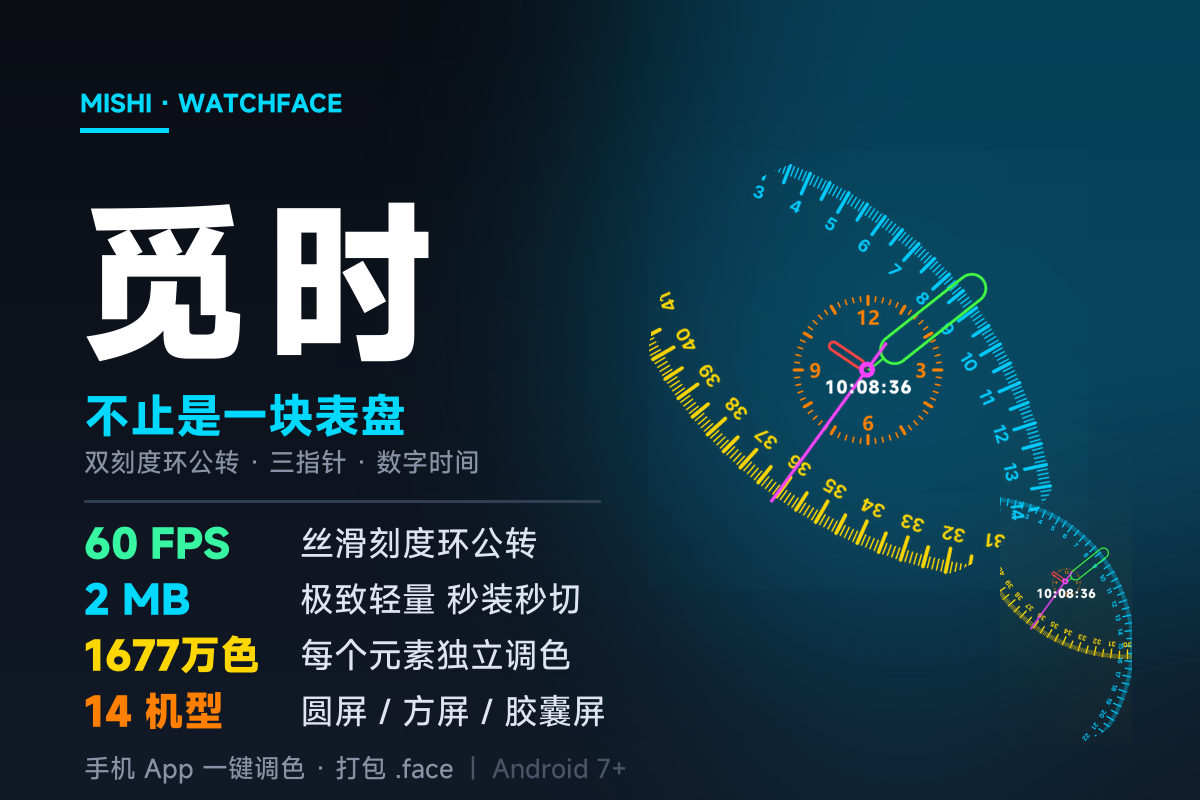 MISHI · WATCHFACE
觅时
不止是一块表盘
双刻度环公转 · 三指针 · 数字时间
60 FPS 丝滑刻度环公转
2 MB 极致轻量 秒装秒切
1677万色 每个元素独立调色
14 机型 圆屏 / 方屏 / 胶囊屏
手机 App 一键调色 · 打包 .face | Android 7+
3 4 5 6 7 8 9 10 11 12 13 14
41 40 39 38 37 36 35 34 33 32 31
12
9 3
10:08:36
6
10:08:36